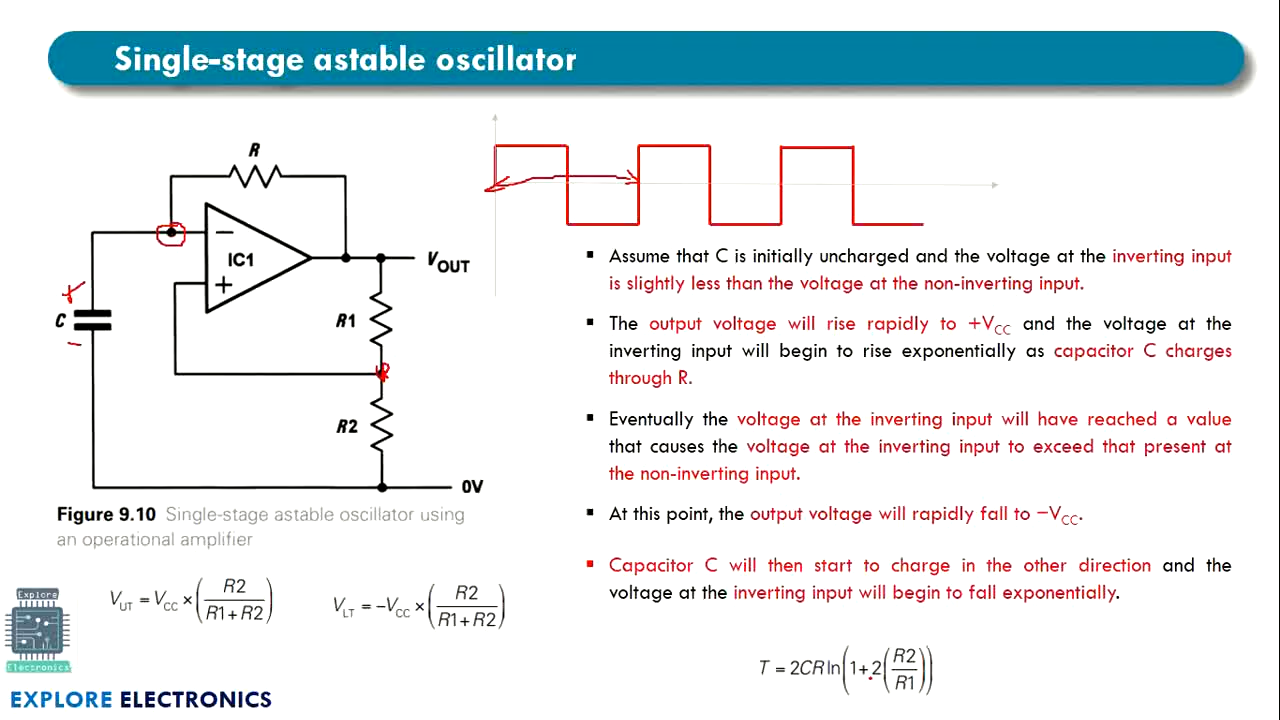 Single-stage astable oscillator
R
IC1
−
+
V_OUT
C
+
−
R1
R2
0V
Figure 9.10 Single-stage astable oscillator using
an operational amplifier
V_UT = V_CC × (R2 / (R1 + R2))
V_LT = −V_CC × (R2 / (R1 + R2))
▪ Assume that C is initially uncharged and the voltage at the inverting input
is slightly less than the voltage at the non-inverting input.
▪ The output voltage will rise rapidly to +V_CC and the voltage at the
inverting input will begin to rise exponentially as capacitor C charges
through R.
▪ Eventually the voltage at the inverting input will have reached a value
that causes the voltage at the inverting input to exceed that present at
the non-inverting input.
▪ At this point, the output voltage will rapidly fall to −V_CC.
▪ Capacitor C will then start to charge in the other direction and the
voltage at the inverting input will begin to fall exponentially.
T = 2CR ln(1+2(R2/R1))
Explore
Electronics
EXPLORE ELECTRONICS